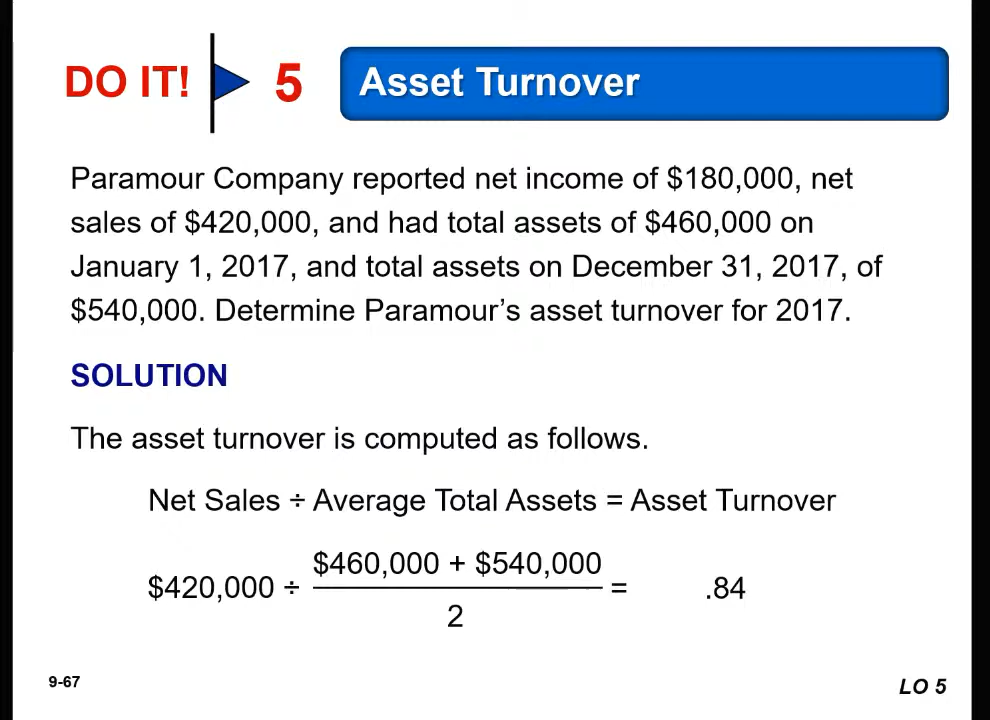 DO IT! 5 Asset Turnover
Paramour Company reported net income of $180,000, net
sales of $420,000, and had total assets of $460,000 on
January 1, 2017, and total assets on December 31, 2017, of
$540,000. Determine Paramour’s asset turnover for 2017.
SOLUTION
The asset turnover is computed as follows.
Net Sales ÷ Average Total Assets = Asset Turnover
$460,000 + $540,000
$420,000 ÷ = .84
2
9-67
LO 5